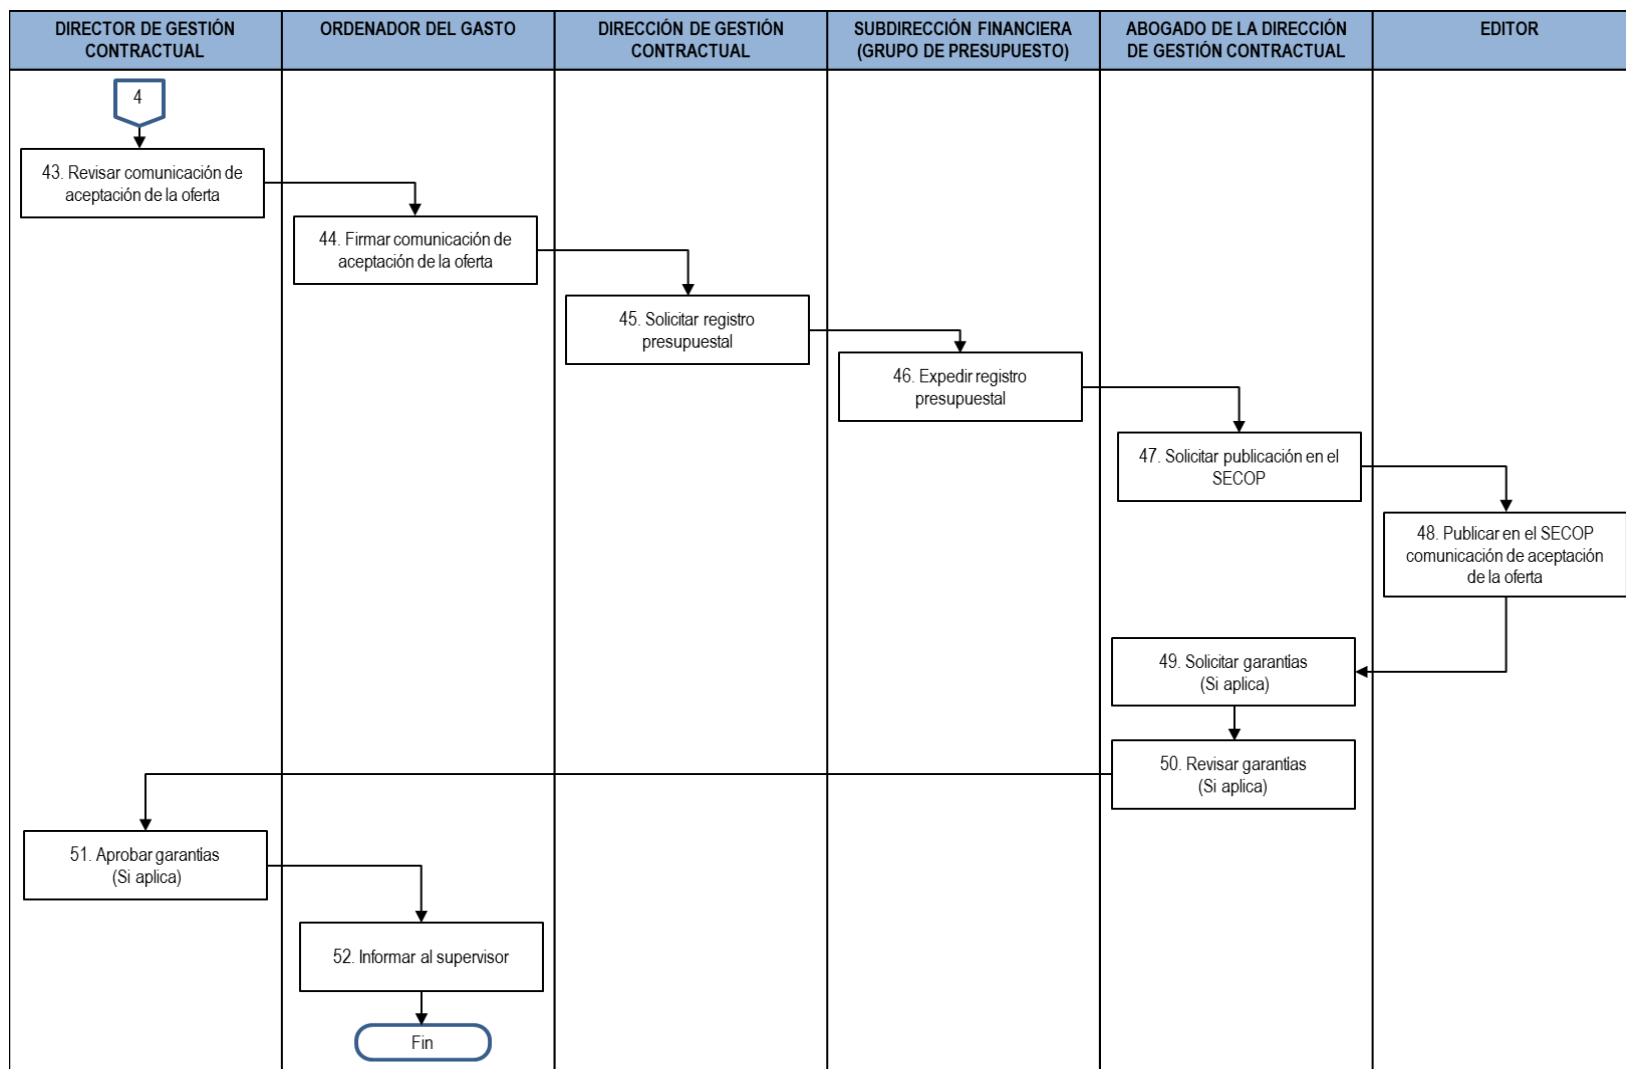 DIRECTOR DE GESTIÓN
CONTRACTUAL
ORDENADOR DEL GASTO
DIRECCIÓN DE GESTIÓN
CONTRACTUAL
SUBDIRECCIÓN FINANCIERA
(GRUPO DE PRESUPUESTO)
ABOGADO DE LA DIRECCIÓN
DE GESTIÓN CONTRACTUAL
EDITOR
4
43. Revisar comunicación de
aceptación de la oferta
44. Firmar comunicación de
aceptación de la oferta
45. Solicitar registro
presupuestal
46. Expedir registro
presupuestal
47. Solicitar publicación en el
SECOP
48. Publicar en el SECOP
comunicación de aceptación
de la oferta
49. Solicitar garantías
(Si aplica)
50. Revisar garantías
(Si aplica)
51. Aprobar garantías
(Si aplica)
52. Informar al supervisor
Fin